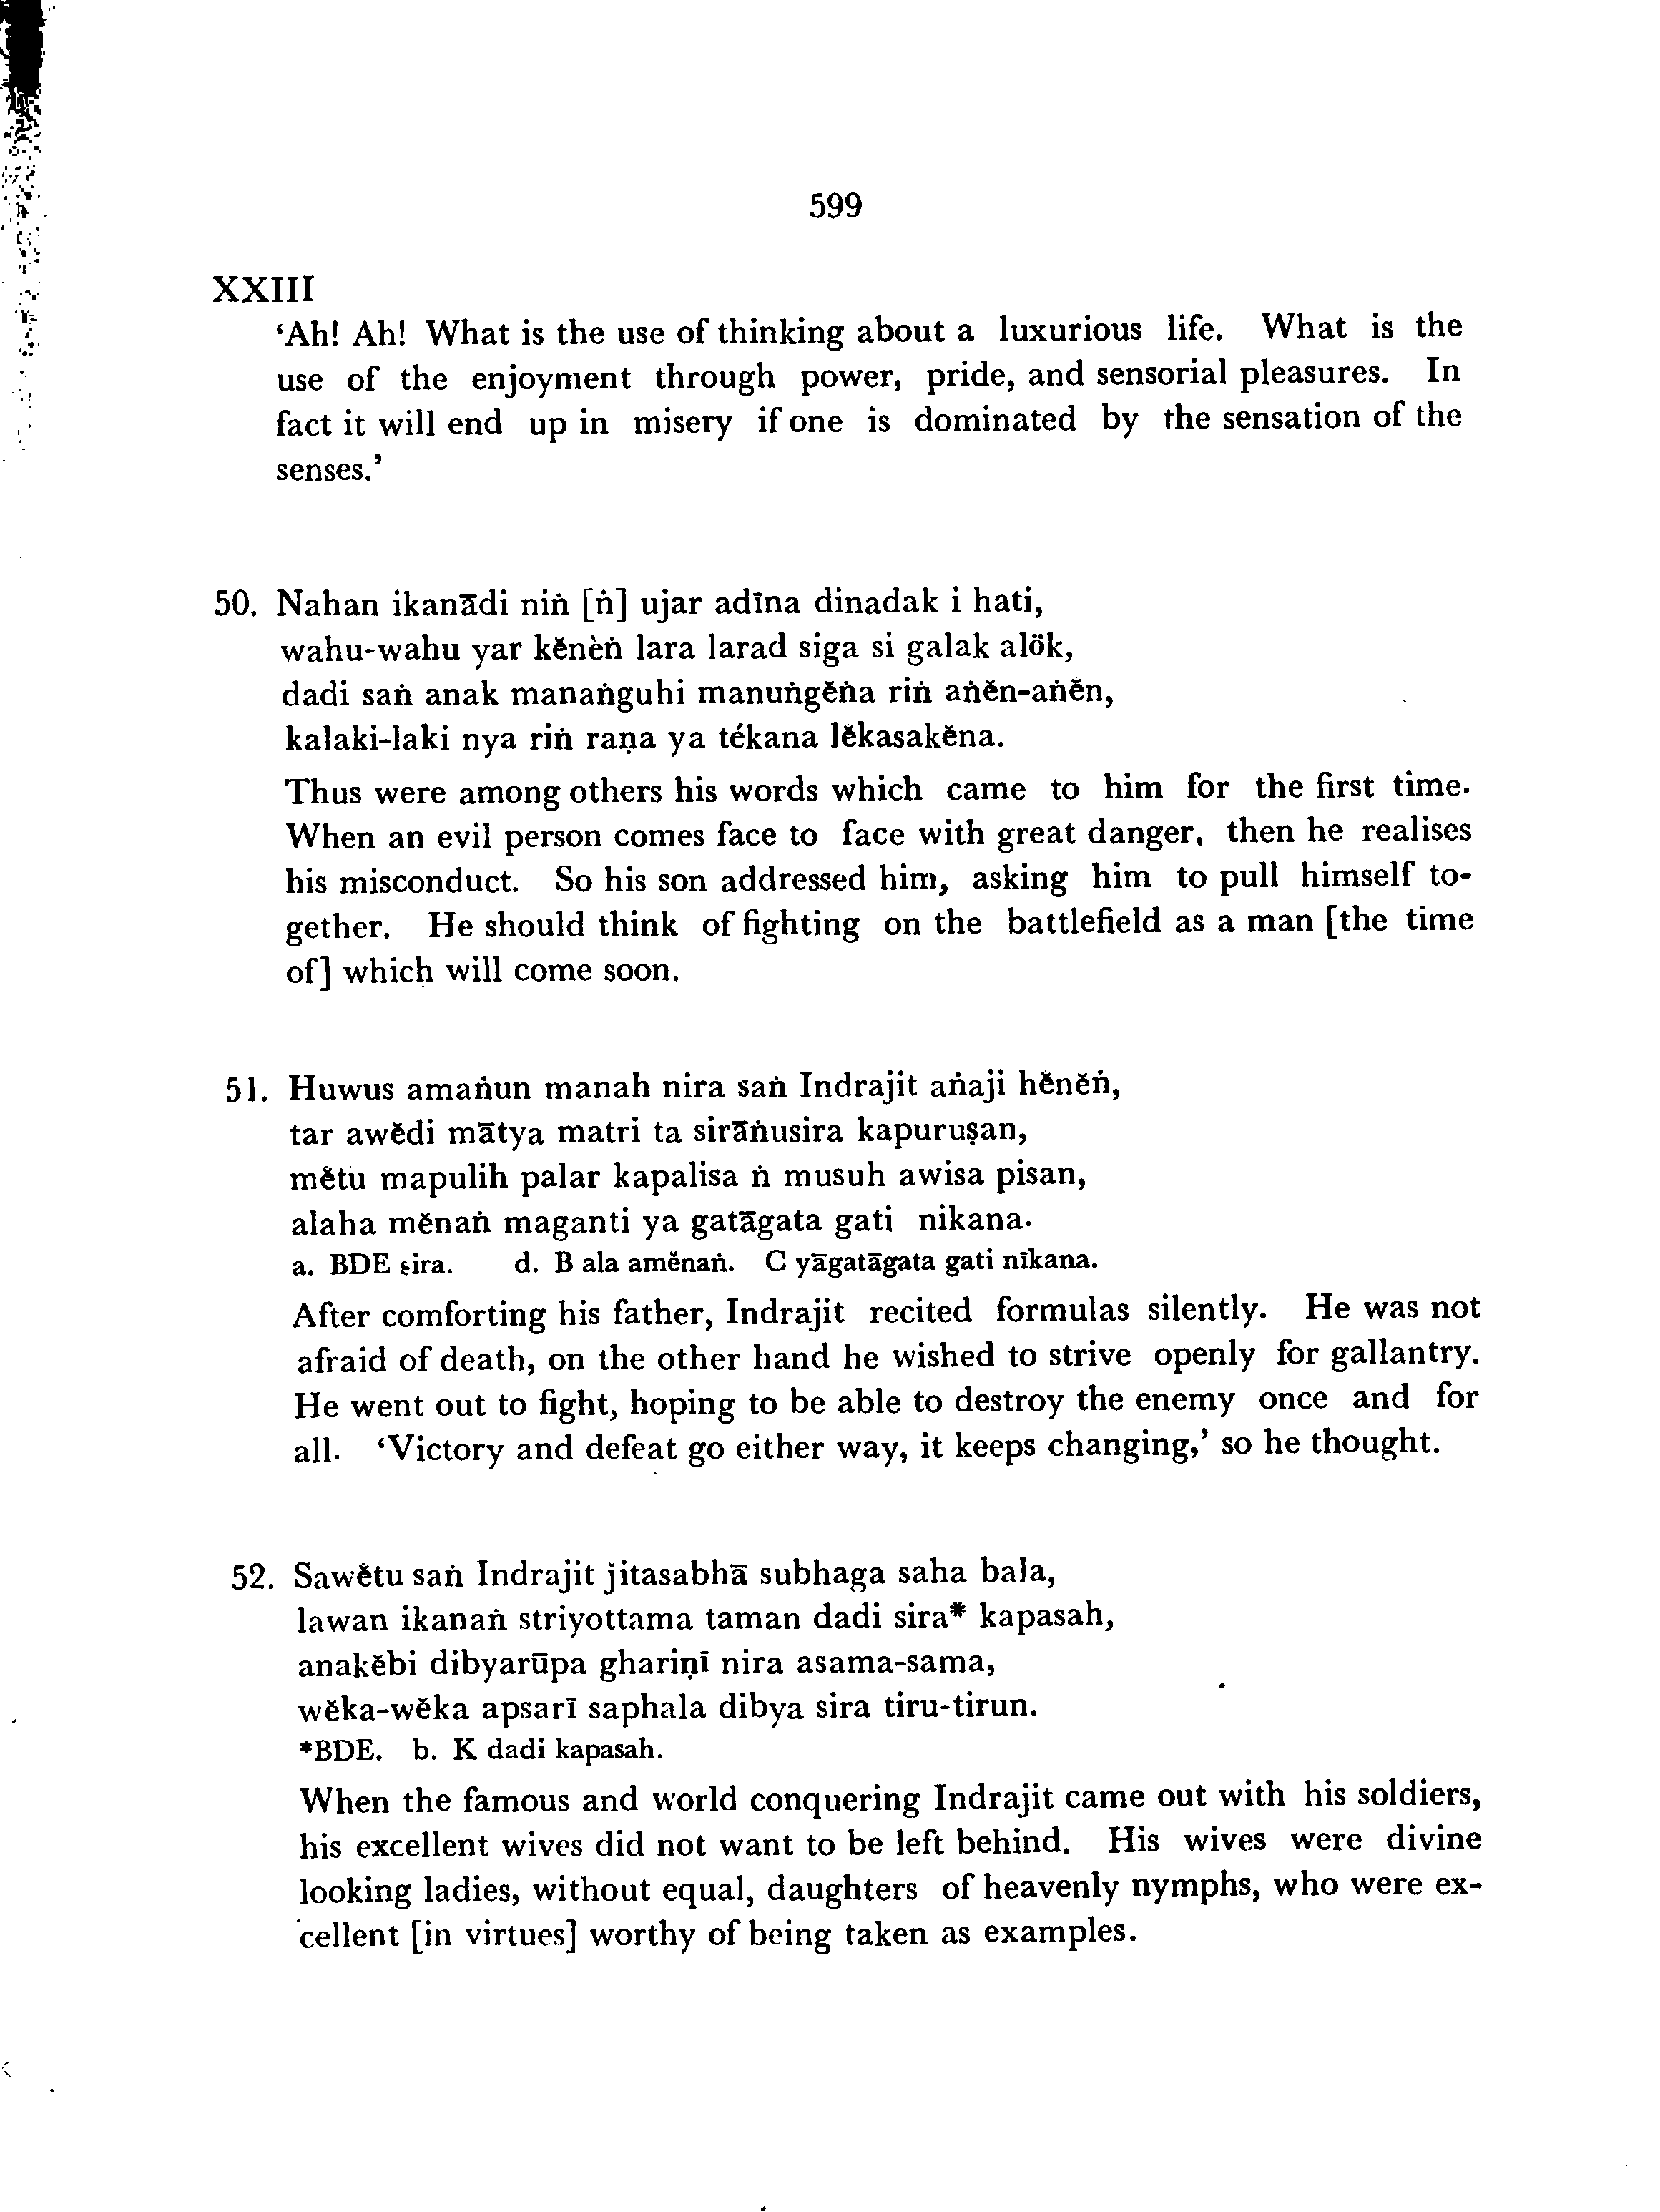 599
XXIII
‘Ah! Ah! What is the use of thinking about a luxurious life. What is the
use of the enjoyment through power, pride, and sensorial pleasures. In
fact it will end up in misery if one is dominated by the sensation of the
senses.’
50. Nahan ikanādi niṅ [ṅ] ujar adīna dinadak i hati,
wahu-wahu yar kĕnèṅ lara larad siga si galak alök,
dadi saṅ anak manaṅguhi manuṅgĕṅa riṅ aṅĕn-aṅĕn,
kalaki-laki nya riṅ raṇa ya tékana lĕkasakĕna.
Thus were among others his words which came to him for the first time.
When an evil person comes face to face with great danger, then he realises
his misconduct. So his son addressed him, asking him to pull himself to-
gether. He should think of fighting on the battlefield as a man [the time
of] which will come soon.
51. Huwus amaṅun manah nira saṅ Indrajit aṅaji hĕnĕṅ,
tar awĕdi mātya matri ta sirāṅusira kapuruṣan,
mĕtu mapulih palar kapalisa ṅ musuh awisa pisan,
alaha mĕnaṅ maganti ya gatāgata gati nikana.
a. BDE sira. d. B ala amĕnaṅ. C yāgatāgata gati nikana.
After comforting his father, Indrajit recited formulas silently. He was not
afraid of death, on the other hand he wished to strive openly for gallantry.
He went out to fight, hoping to be able to destroy the enemy once and for
all. ‘Victory and defeat go either way, it keeps changing,’ so he thought.
52. Sawĕtu saṅ Indrajit jitasabhā subhaga saha bala,
lawan ikanaṅ striyottama taman dadi sira* kapasah,
anakĕbi dibyarūpa ghariṇī nira asama-sama,
wĕka-wĕka apsarī saphala dibya sira tiru-tirun.
*BDE. b. K dadi kapasah.
When the famous and world conquering Indrajit came out with his soldiers,
his excellent wives did not want to be left behind. His wives were divine
looking ladies, without equal, daughters of heavenly nymphs, who were ex-
cellent [in virtues] worthy of being taken as examples.